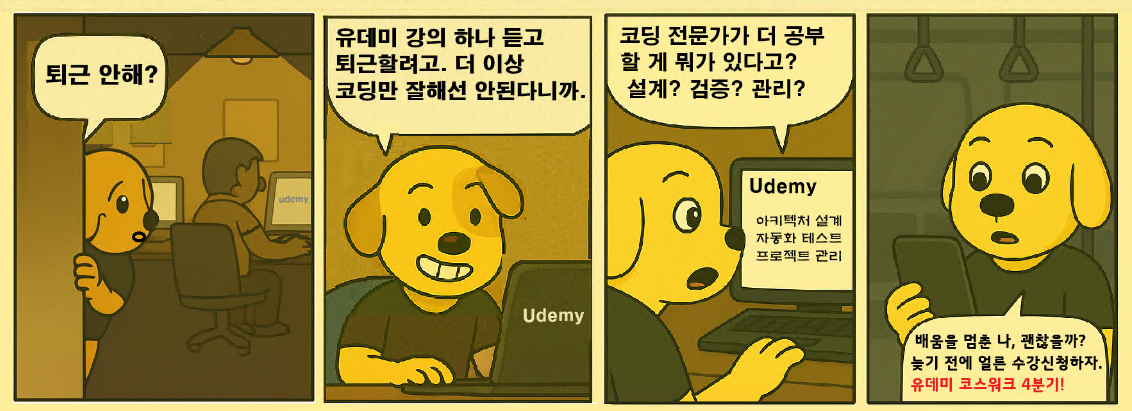 퇴근 안해?
udemy
유데미 강의 하나 듣고
퇴근할려고. 더 이상
코딩만 잘해선 안된다니까.
Udemy
코딩 전문가가 더 공부
할 게 뭐가 있다고?
설계? 검증? 관리?
Udemy
아키텍처 설계
자동화 테스트
프로젝트 관리
배움을 멈춘 나, 괜찮을까?
늦기 전에 얼른 수강신청하자.
유데미 코스워크 4분기!